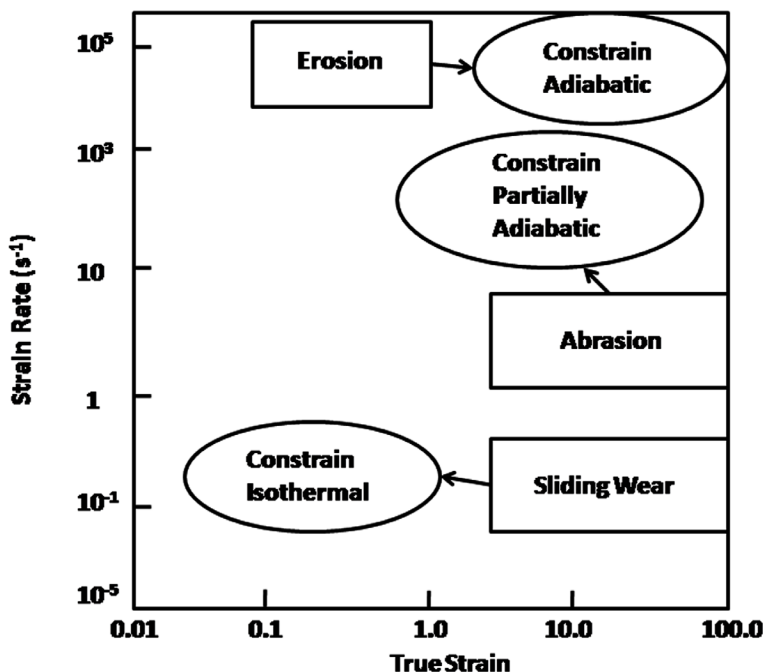 10⁵
Erosion
Constrain
Adiabatic
10³
Constrain
Partially
Adiabatic
Strain Rate (s⁻¹)
10
Abrasion
1
Constrain
Isothermal
Sliding Wear
10⁻¹
10⁻⁵
0.01 0.1 1.0 10.0 100.0
True Strain